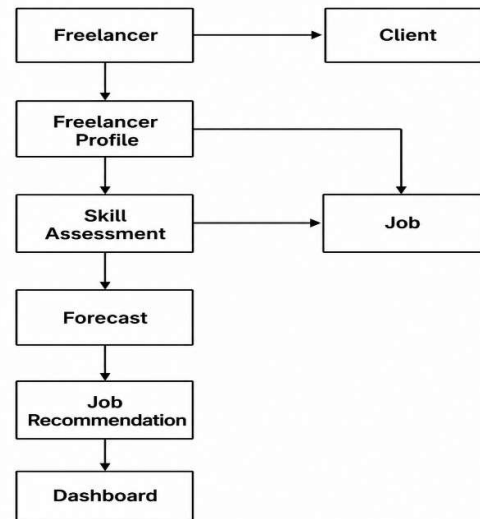 Freelancer
Client
Freelancer
Profile
Skill
Assessment
Job
Forecast
Job
Recommendation
Dashboard